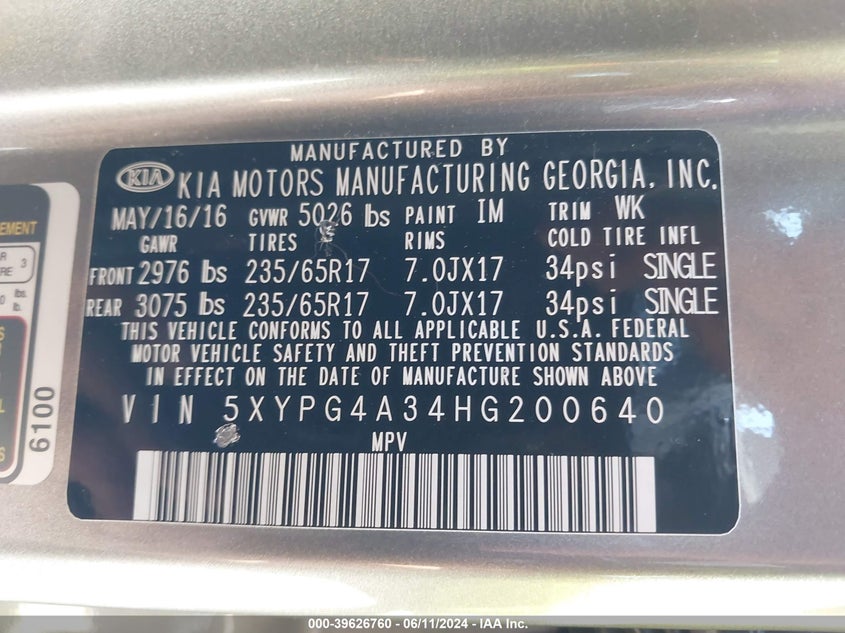 MANUFACTURED BY
KIA KIA MOTORS MANUFACTURING GEORGIA, INC.
MAY/16/16 GVWR 5026 lbs PAINT IM TRIM WK
GAWR TIRES RIMS COLD TIRE INFL
FRONT 2976 lbs 235/65R17 7.0JX17 34psi SINGLE
REAR 3075 lbs 235/65R17 7.0JX17 34psi SINGLE
THIS VEHICLE CONFORMS TO ALL APPLICABLE U.S.A. FEDERAL
MOTOR VEHICLE SAFETY AND THEFT PREVENTION STANDARDS
IN EFFECT ON THE DATE OF MANUFACTURE SHOWN ABOVE
VIN 5XYPG4A34HG200640
MPV
6100
000-39626760 - 06/11/2024 - IAA Inc.